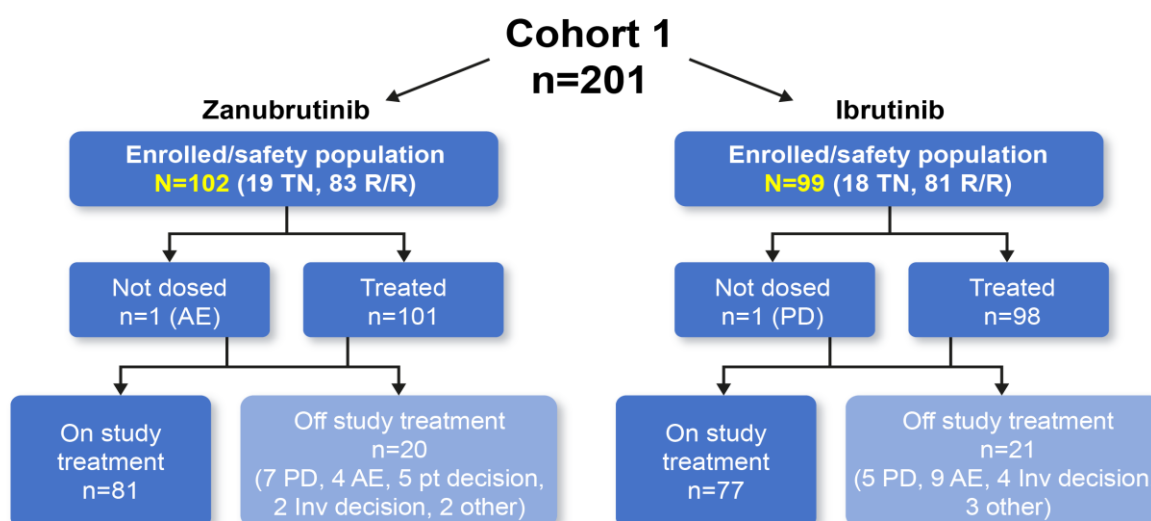 Cohort 1
n=201
Zanubrutinib
Enrolled/safety population
N=102 (19 TN, 83 R/R)
Not dosed
n=1 (AE)
Treated
n=101
On study
treatment
n=81
Off study treatment
n=20
(7 PD, 4 AE, 5 pt decision,
2 Inv decision, 2 other)
Ibrutinib
Enrolled/safety population
N=99 (18 TN, 81 R/R)
Not dosed
n=1 (PD)
Treated
n=98
On study
treatment
n=77
Off study treatment
n=21
(5 PD, 9 AE, 4 Inv decision
3 other)